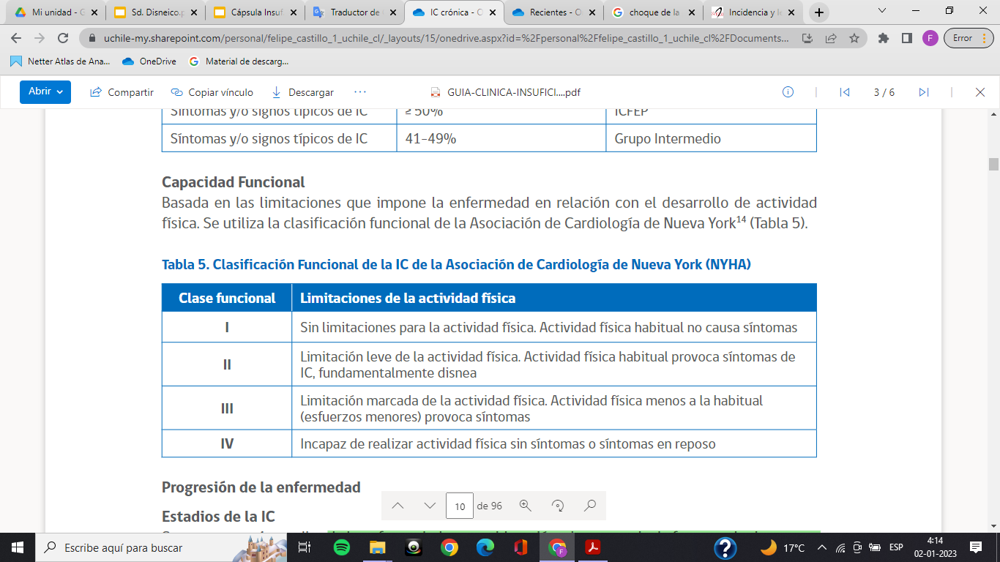 Mi unidad - G
Sd. Disneico.p
Cápsula Insuf.
Traductor de
IC crónica - O
Recientes - O
choque de la
Incidencia y le
uchile-my.sharepoint.com/personal/felipe_castillo_1_uchile_cl/_layouts/15/onedrive.aspx?id=%2Fpersonal%2Ffelipe_castillo_1_uchile_cl%2FDocuments...
F
Error
Netter Atlas de Ana...
OneDrive
Material de descarg...
Abrir
Compartir
Copiar vínculo
Descargar
GUIA-CLINICA-INSUFICI....pdf
3 / 6
Síntomas y/o signos típicos de IC ≥ 50% ICFEP
Síntomas y/o signos típicos de IC 41-49% Grupo Intermedio
Capacidad Funcional
Basada en las limitaciones que impone la enfermedad en relación con el desarrollo de actividad
física. Se utiliza la clasificación funcional de la Asociación de Cardiología de Nueva York14 (Tabla 5).
Tabla 5. Clasificación Funcional de la IC de la Asociación de Cardiología de Nueva York (NYHA)
Clase funcional Limitaciones de la actividad física
I Sin limitaciones para la actividad física. Actividad física habitual no causa síntomas
II Limitación leve de la actividad física. Actividad física habitual provoca síntomas de
IC, fundamentalmente disnea
III Limitación marcada de la actividad física. Actividad física menos a la habitual
(esfuerzos menores) provoca síntomas
IV Incapaz de realizar actividad física sin síntomas o síntomas en reposo
Progresión de la enfermedad
10 de 96
Estadios de la IC
Escribe aquí para buscar
17°C
ESP
4:14
02-01-2023